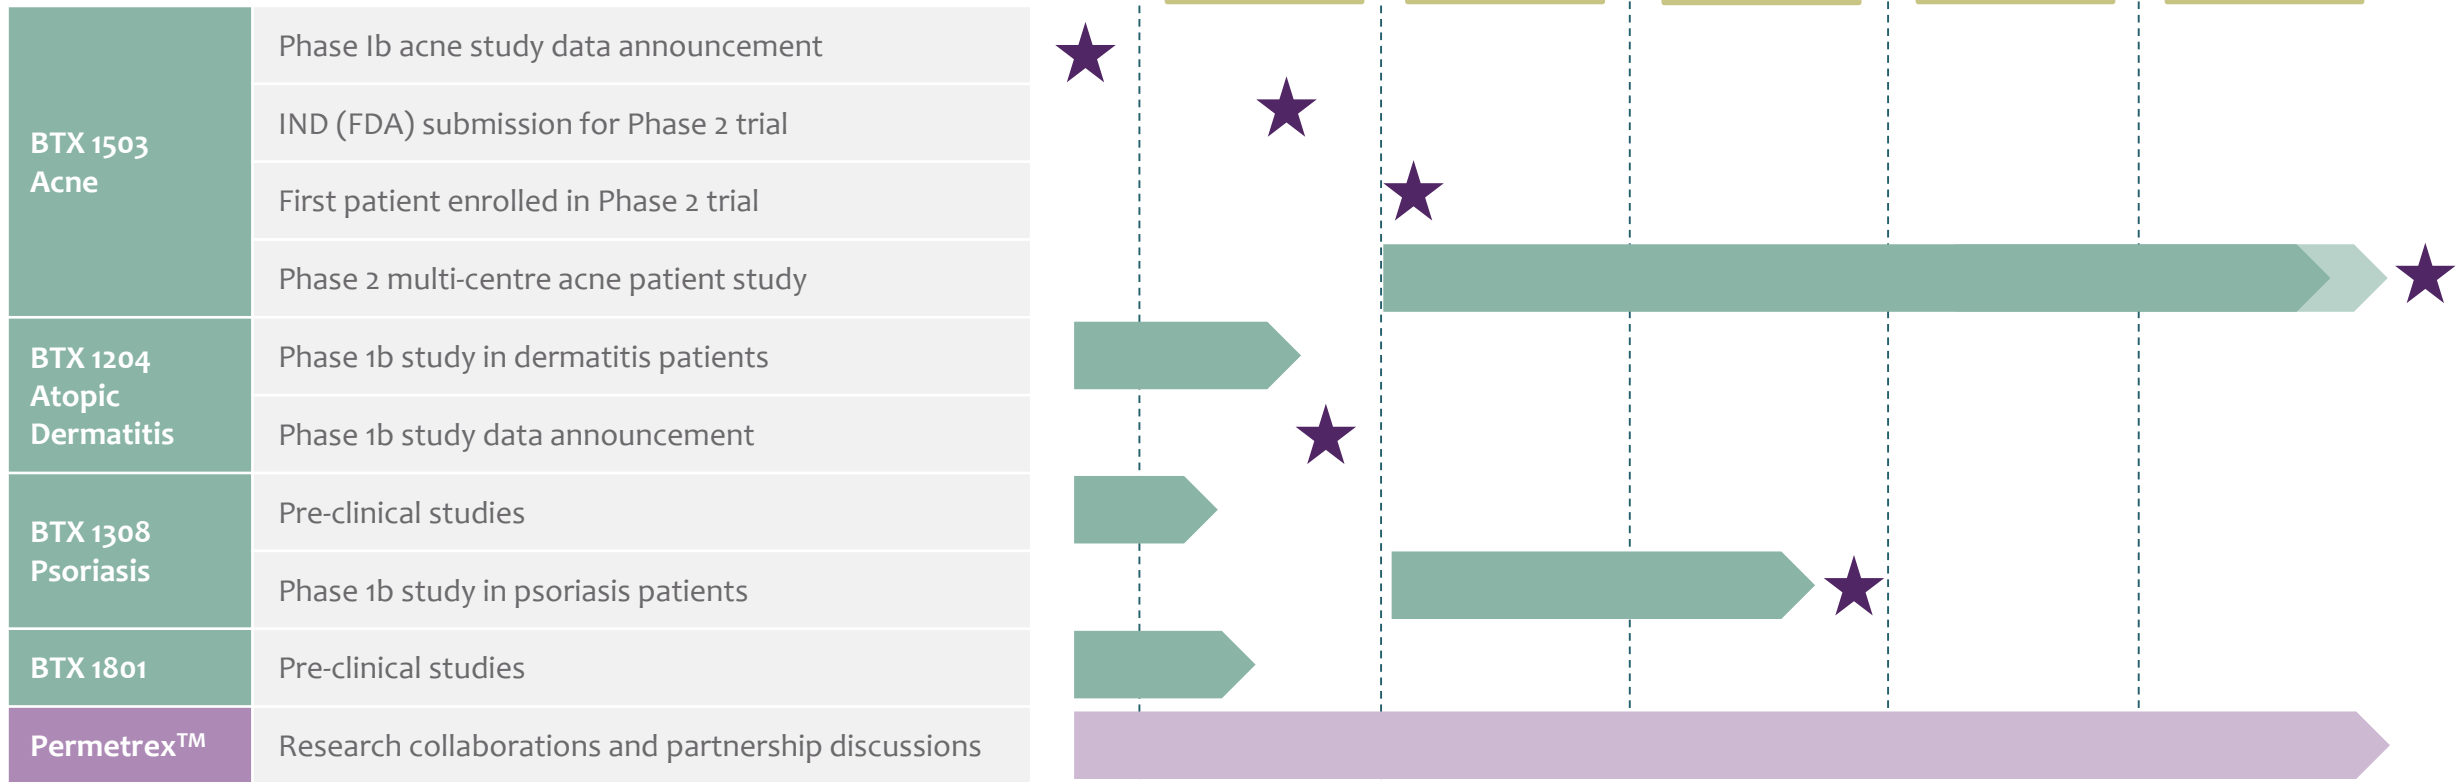 BTX 1503
Acne
Phase Ib acne study data announcement
IND (FDA) submission for Phase 2 trial
First patient enrolled in Phase 2 trial
Phase 2 multi-centre acne patient study
BTX 1204
Atopic
Dermatitis
Phase 1b study in dermatitis patients
Phase 1b study data announcement
BTX 1308
Psoriasis
Pre-clinical studies
Phase 1b study in psoriasis patients
BTX 1801
Pre-clinical studies
Permetrex™
Research collaborations and partnership discussions